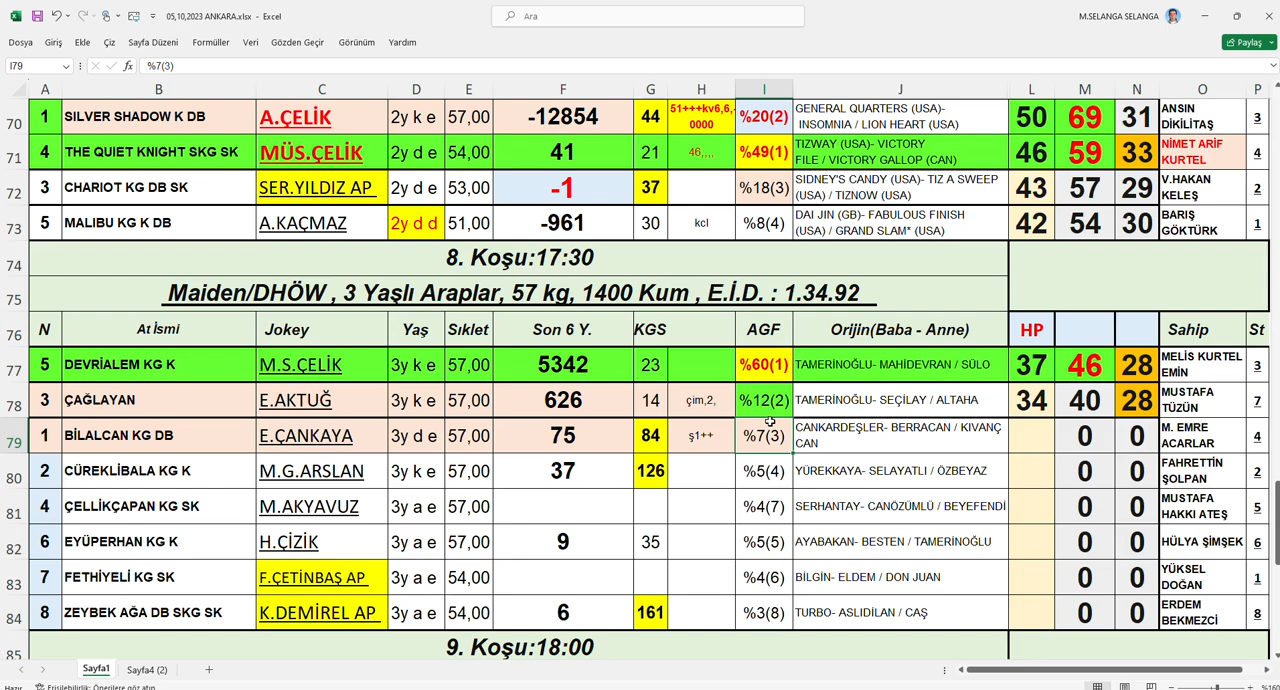 05,10,2023 ANKARA.xlsx - Excel
Ara
M.SELANGA SELANGA
Dosya Giriş Ekle Çiz Sayfa Düzeni Formüller Veri Gözden Geçir Görünüm Yardım
Paylaş
I79 fx %7(3)
A B C D E F G H I J L M N O P
70 1 SILVER SHADOW K DB A.ÇELİK 2y k e 57,00 -12854 44 51+++kv6,6,- %20(2) GENERAL QUARTERS (USA)- 50 69 31 ANSIN 3
0000 INSOMNIA / LION HEART (USA) DİKİLİTAŞ
71 4 THE QUIET KNIGHT SKG SK MÜS.ÇELİK 2y d e 54,00 41 21 46,,,, %49(1) TIZWAY (USA)- VICTORY 46 59 33 NİMET ARİF 4
FILE / VICTORY GALLOP (CAN) KURTEL
72 3 CHARIOT KG DB SK SER.YILDIZ AP 2y d e 53,00 -1 37 %18(3) SIDNEY'S CANDY (USA)- TIZ A SWEEP 43 57 29 V.HAKAN 2
(USA) / TIZNOW (USA) KELEŞ
73 5 MALIBU KG K DB A.KAÇMAZ 2y d d 51,00 -961 30 kcl %8(4) DAI JIN (GB)- FABULOUS FINISH 42 54 30 BARIŞ 1
(USA) / GRAND SLAM* (USA) GÖKTÜRK
74 8. Koşu:17:30
75 Maiden/DHÖW , 3 Yaşlı Araplar, 57 kg, 1400 Kum , E.İ.D. : 1.34.92
76 N At İsmi Jokey Yaş Sıklet Son 6 Y. KGS AGF Orijin(Baba - Anne) HP Sahip St
77 5 DEVRİALEM KG K M.S.ÇELİK 3y k e 57,00 5342 23 %60(1) TAMERİNOĞLU- MAHİDEVRAN / SÜLO 37 46 28 MELİS KURTEL 3
EMİN
78 3 ÇAĞLAYAN E.AKTUĞ 3y k e 57,00 626 14 çim,2, %12(2) TAMERİNOĞLU- SEÇİLAY / ALTAHA 34 40 28 MUSTAFA 7
TÜZÜN
79 1 BİLALCAN KG DB E.ÇANKAYA 3y d e 57,00 75 84 ş1++ %7(3) CANKARDEŞLER- BERRACAN / KIVANÇ 0 0 M. EMRE 4
CAN ACARLAR
80 2 CÜREKLİBALA KG K M.G.ARSLAN 3y k e 57,00 37 126 %5(4) YÜREKKAYA- SELAYATLI / ÖZBEYAZ 0 0 FAHRETTİN 2
ŞOLPAN
81 4 ÇELLİKÇAPAN KG SK M.AKYAVUZ 3y a e 57,00 %4(7) SERHANTAY- CANÖZÜMLÜ / BEYEFENDİ 0 0 MUSTAFA 5
HAKKI ATEŞ
82 6 EYÜPERHAN KG K H.ÇİZİK 3y a e 57,00 9 35 %5(5) AYABAKAN- BESTEN / TAMERİNOĞLU 0 0 HÜLYA ŞİMŞEK 6
83 7 FETHİYELİ KG SK F.ÇETİNBAŞ AP 3y a e 54,00 %4(6) BİLGİN- ELDEM / DON JUAN 0 0 YÜKSEL 1
DOĞAN
84 8 ZEYBEK AĞA DB SKG SK K.DEMİREL AP 3y a e 54,00 6 161 %3(8) TURBO- ASLIDİLAN / CAŞ 0 0 ERDEM 8
BEKMEZCİ
85 9. Koşu:18:00
Sayfa1 Sayfa4 (2)
Hazır Erişilebilirlik: Önerilere göz atın %160